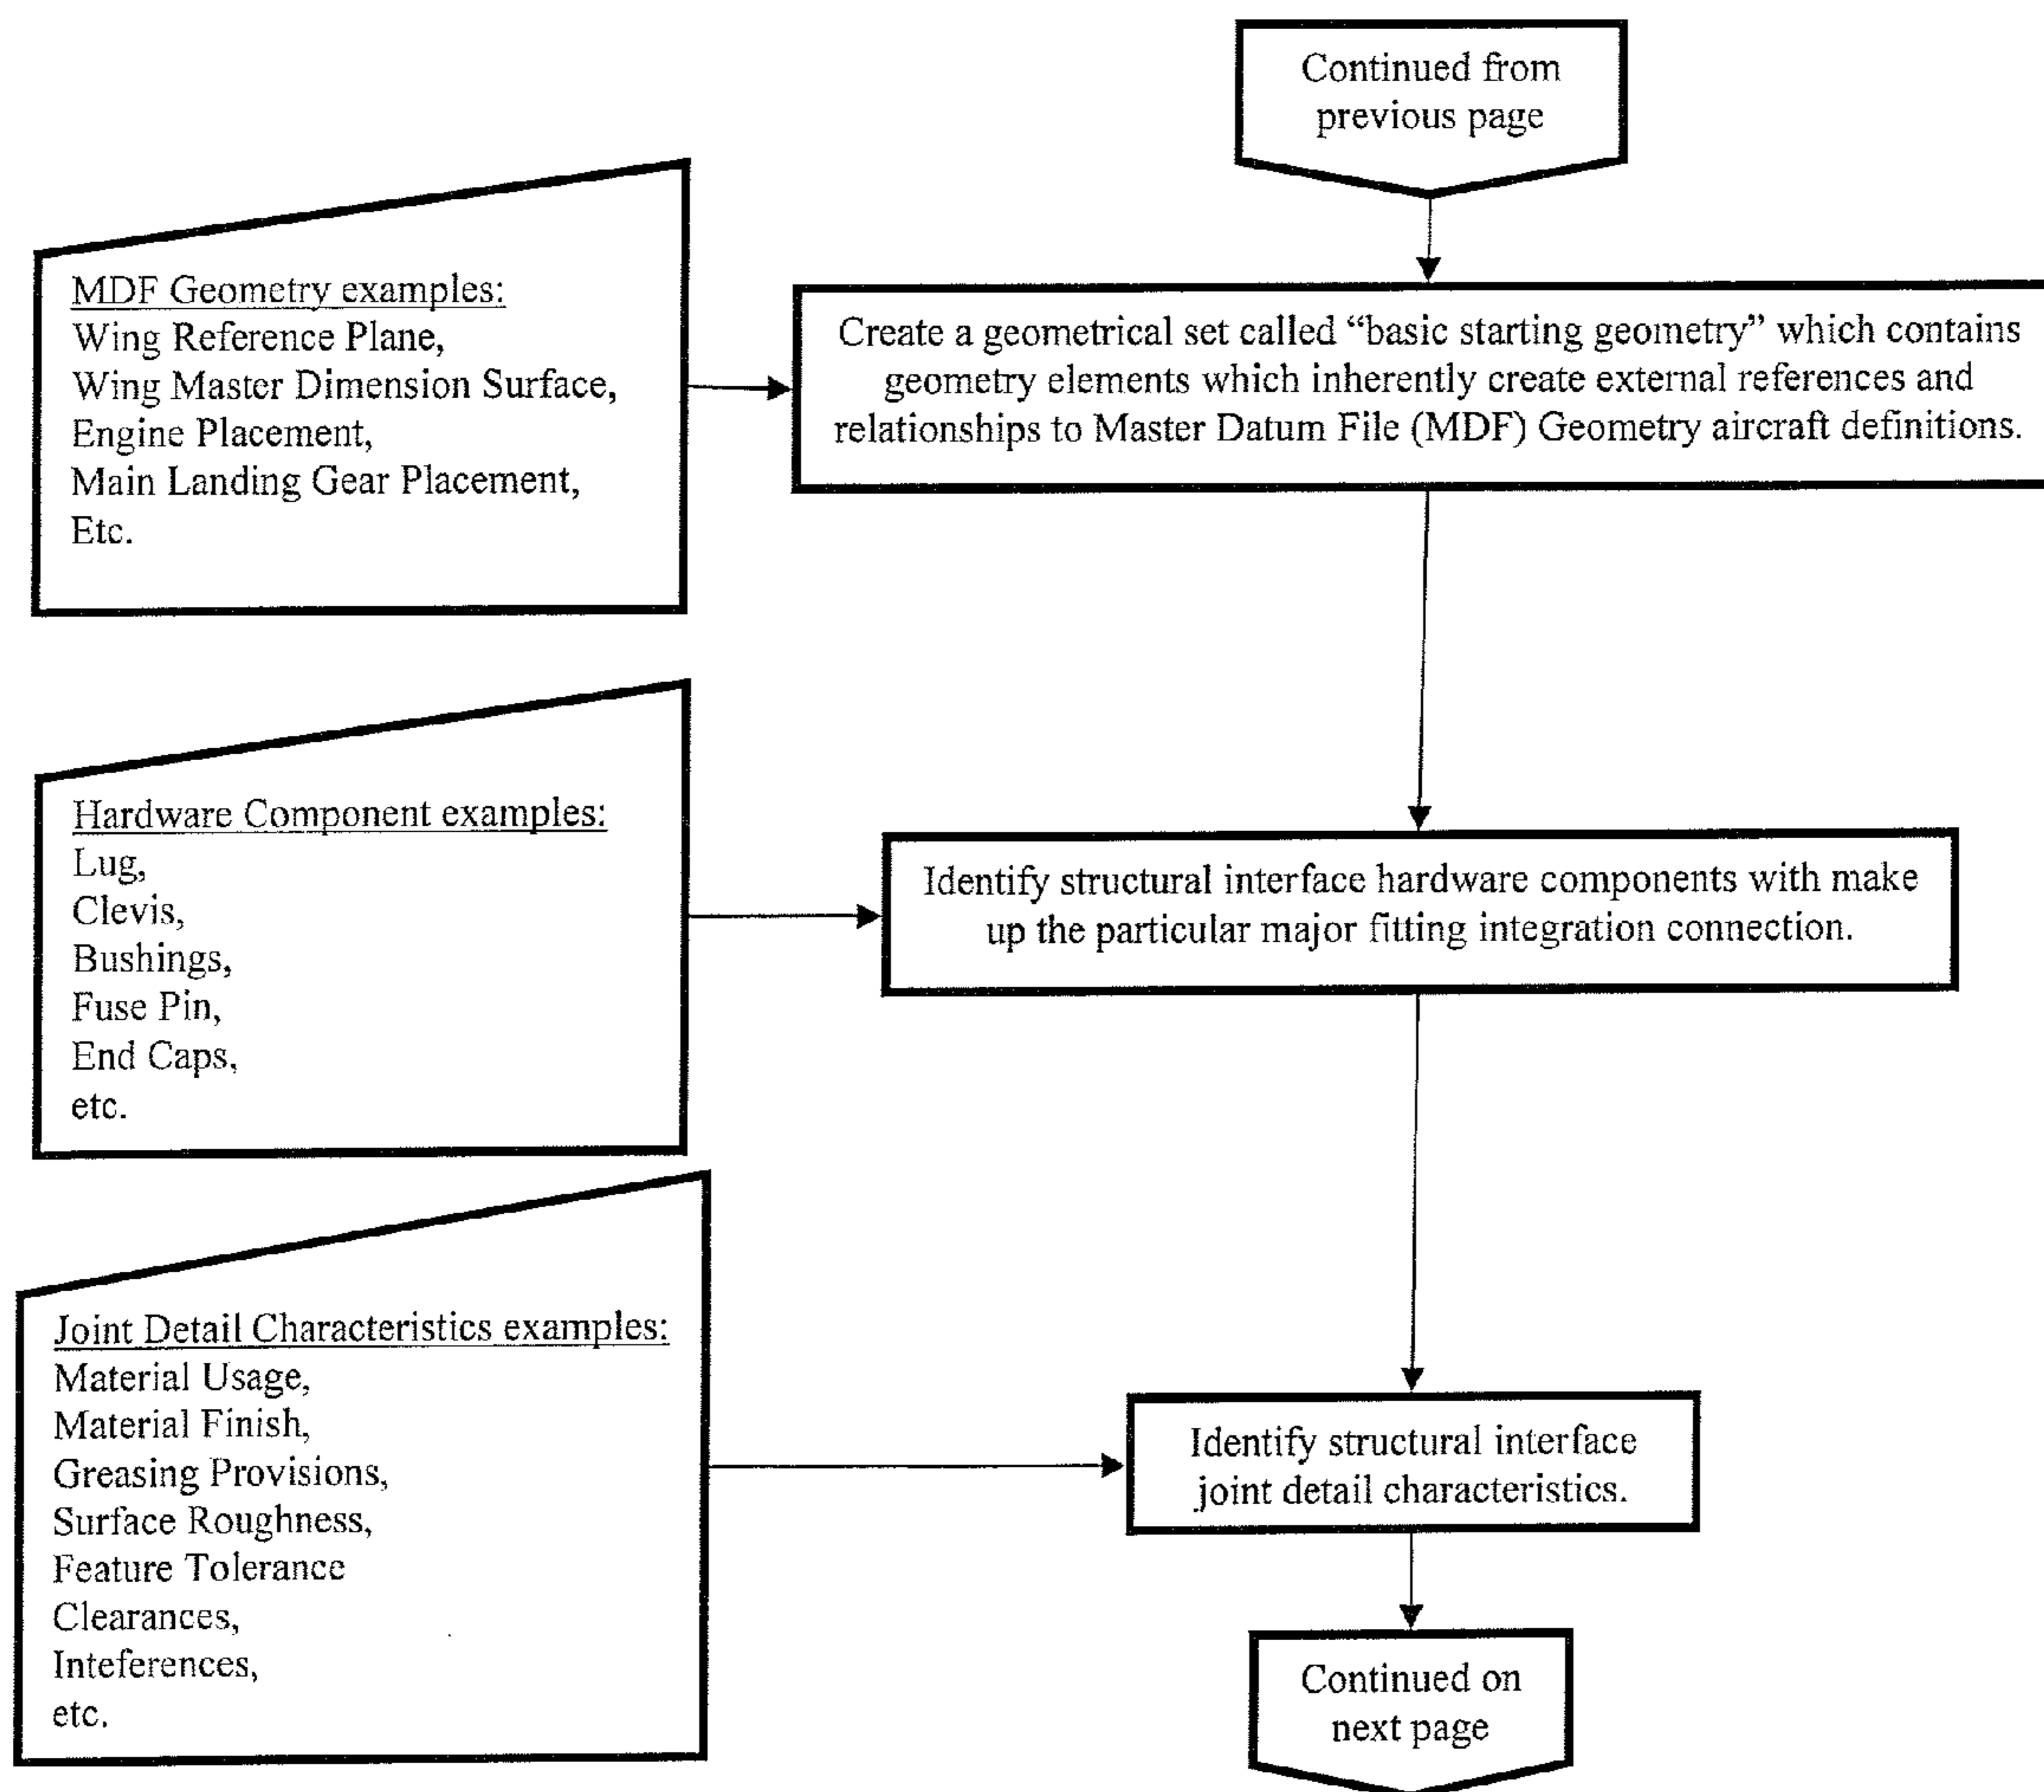 Continued from
previous page
MDF Geometry examples:
Wing Reference Plane,
Wing Master Dimension Surface,
Engine Placement,
Main Landing Gear Placement,
Etc.
Create a geometrical set called “basic starting geometry” which contains
geometry elements which inherently create external references and
relationships to Master Datum File (MDF) Geometry aircraft definitions.
Hardware Component examples:
Lug,
Clevis,
Bushings,
Fuse Pin,
End Caps,
etc.
Identify structural interface hardware components with make
up the particular major fitting integration connection.
Joint Detail Characteristics examples:
Material Usage,
Material Finish,
Greasing Provisions,
Surface Roughness,
Feature Tolerance
Clearances,
Inteferences,
etc.
Identify structural interface
joint detail characteristics.
Continued on
next page